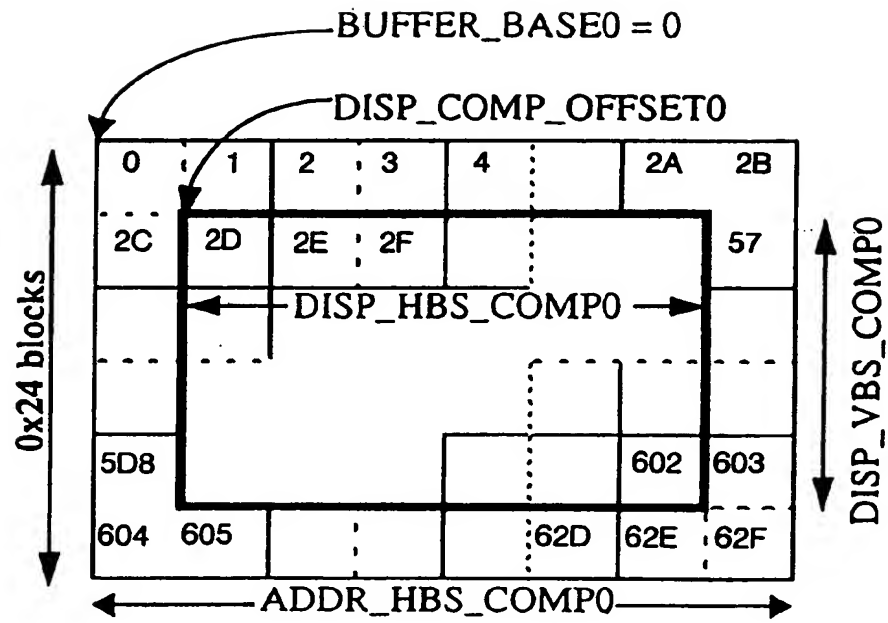 BUFFER_BASE0 = 0
DISP_COMP_OFFSET0
0 1 2 3 4 2A 2B
2C 2D 2E 2F 57
DISP_HBS_COMP0
0x24 blocks
DISP_VBS_COMP0
5D8 602 603
604 605 62D 62E 62F
ADDR_HBS_COMP0